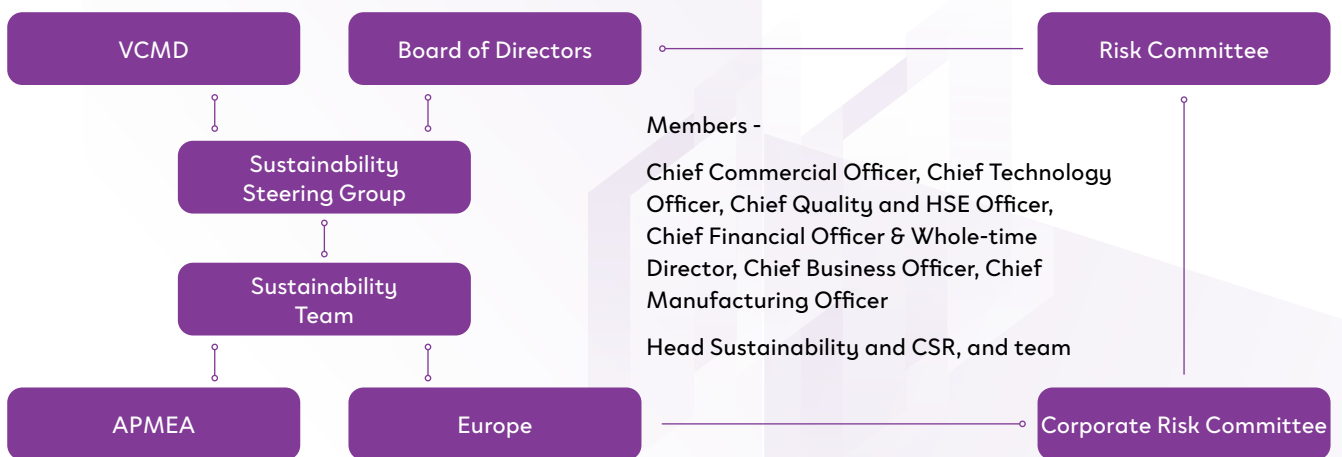 VCMD
Board of Directors
Risk Committee
Sustainability
Steering Group
Sustainability
Team
Members -
Chief Commercial Officer, Chief Technology
Officer, Chief Quality and HSE Officer,
Chief Financial Officer & Whole-time
Director, Chief Business Officer, Chief
Manufacturing Officer
Head Sustainability and CSR, and team
APMEA
Europe
Corporate Risk Committee